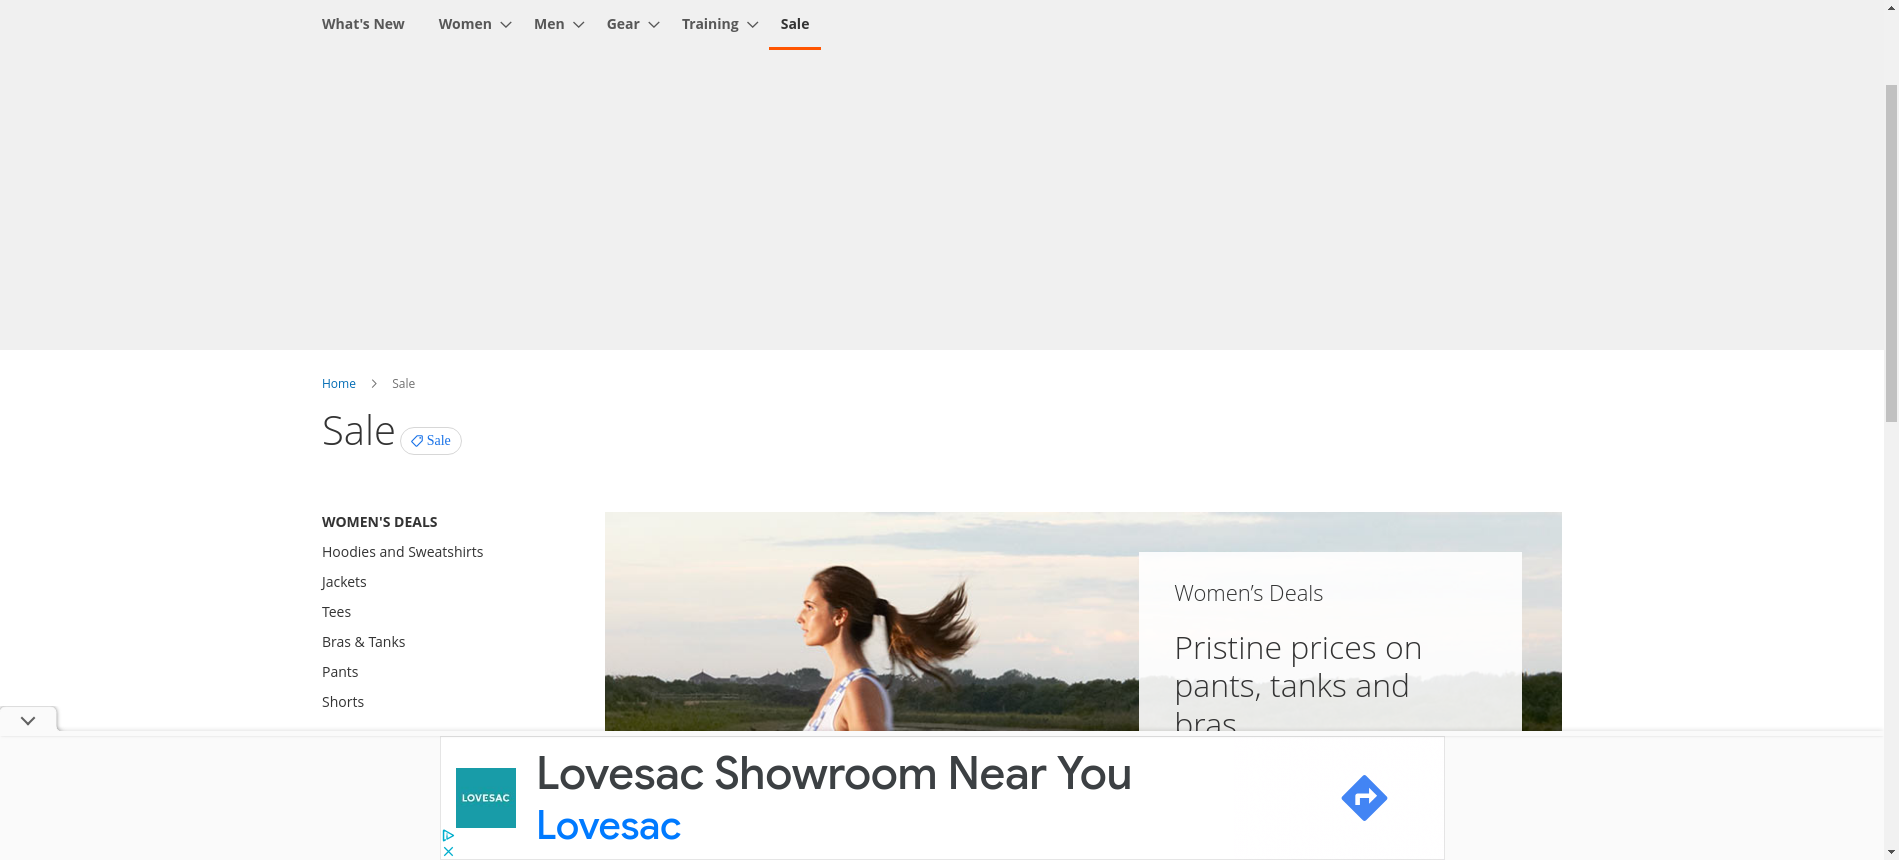 What's New Women Men Gear Training Sale
Home Sale
Sale Sale
WOMEN'S DEALS
Hoodies and Sweatshirts
Jackets
Tees
Bras & Tanks
Pants
Shorts
Women's Deals
Pristine prices on
pants, tanks and
bras
LOVESAC
Lovesac Showroom Near You
Lovesac